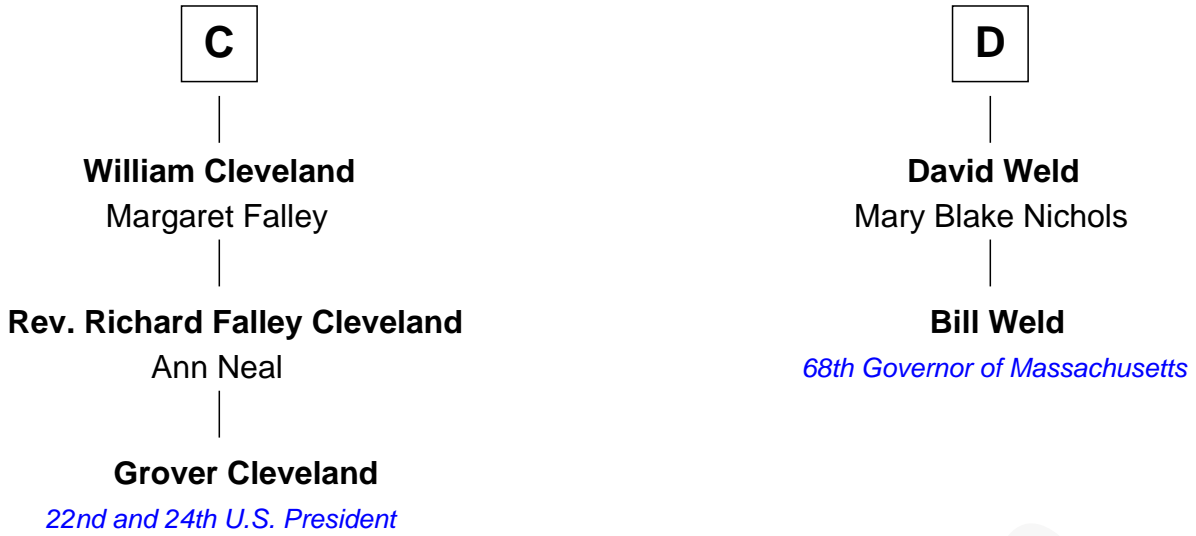 C
William Cleveland
Margaret Falley
Rev. Richard Falley Cleveland
Ann Neal
Grover Cleveland
22nd and 24th U.S. President
D
David Weld
Mary Blake Nichols
Bill Weld
68th Governor of Massachusetts